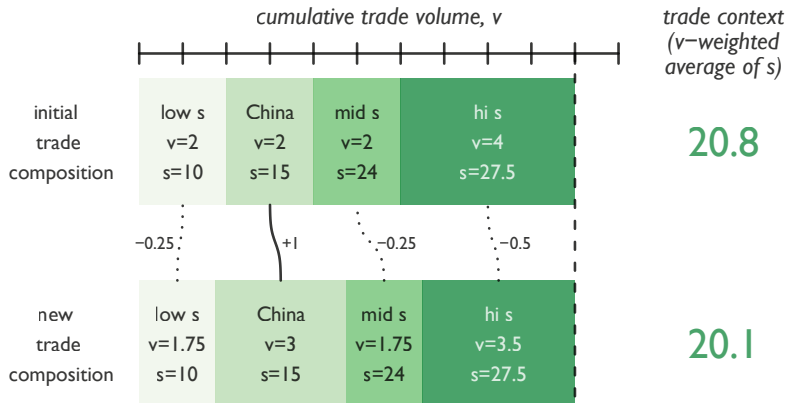 cumulative trade volume, v
trade context
(v−weighted
average of s)
initial
trade
composition
low s
v=2
s=10
China
v=2
s=15
mid s
v=2
s=24
hi s
v=4
s=27.5
20.8
−0.25
+1
−0.25
−0.5
new
trade
composition
low s
v=1.75
s=10
China
v=3
s=15
mid s
v=1.75
s=24
hi s
v=3.5
s=27.5
20.1